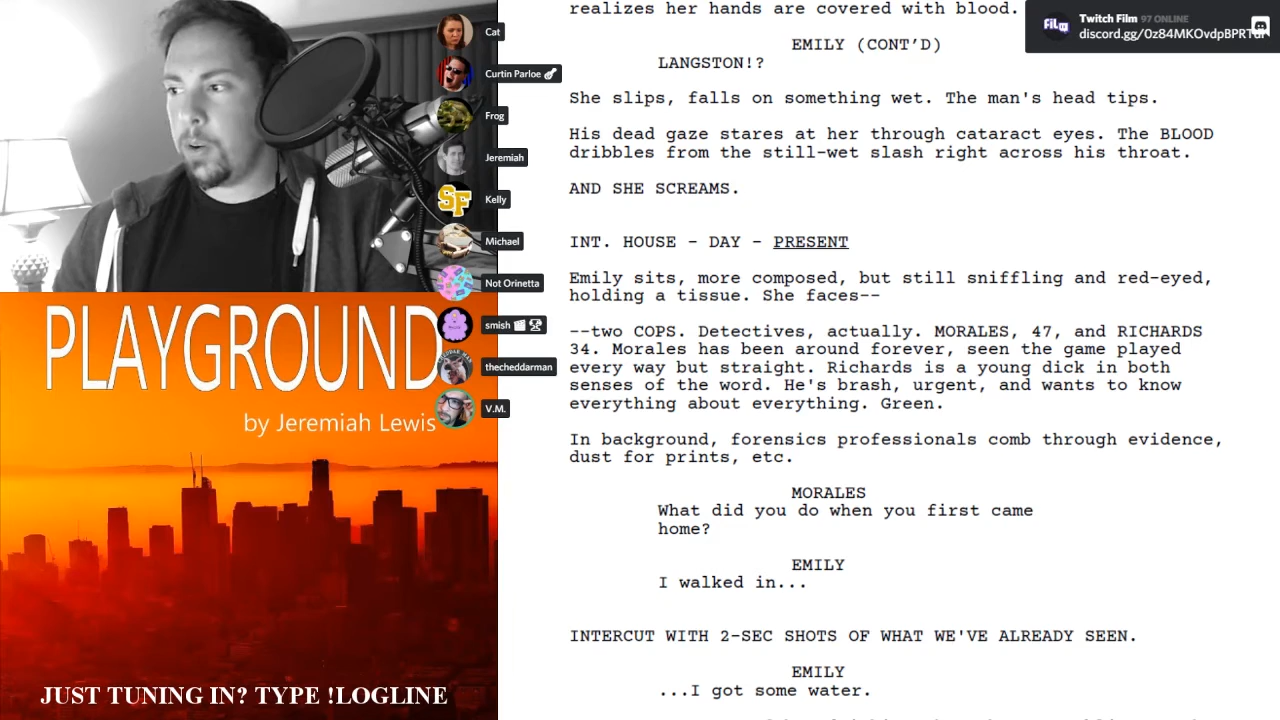 realizes her hands are covered with blood.
EMILY (CONT'D)
LANGSTON!?
She slips, falls on something wet. The man's head tips.
His dead gaze stares at her through cataract eyes. The BLOOD
dribbles from the still-wet slash right across his throat.
AND SHE SCREAMS.
INT. HOUSE - DAY - PRESENT
Emily sits, more composed, but still sniffling and red-eyed,
holding a tissue. She faces--
--two COPS. Detectives, actually. MORALES, 47, and RICHARDS
34. Morales has been around forever, seen the game played
every way but straight. Richards is a young dick in both
senses of the word. He's brash, urgent, and wants to know
everything about everything. Green.
In background, forensics professionals comb through evidence,
dust for prints, etc.
MORALES
What did you do when you first came
home?
EMILY
I walked in...
INTERCUT WITH 2-SEC SHOTS OF WHAT WE'VE ALREADY SEEN.
EMILY
...I got some water.
Film
Twitch Film 97 ONLINE
Cat
Curtin Parloe
Frog
Jeremiah
SF
Kelly
Michael
Not Orinetta
smish
thecheddarman
V.M.
PLAYGROUND
by Jeremiah Lewis
JUST TUNING IN? TYPE !LOGLINE